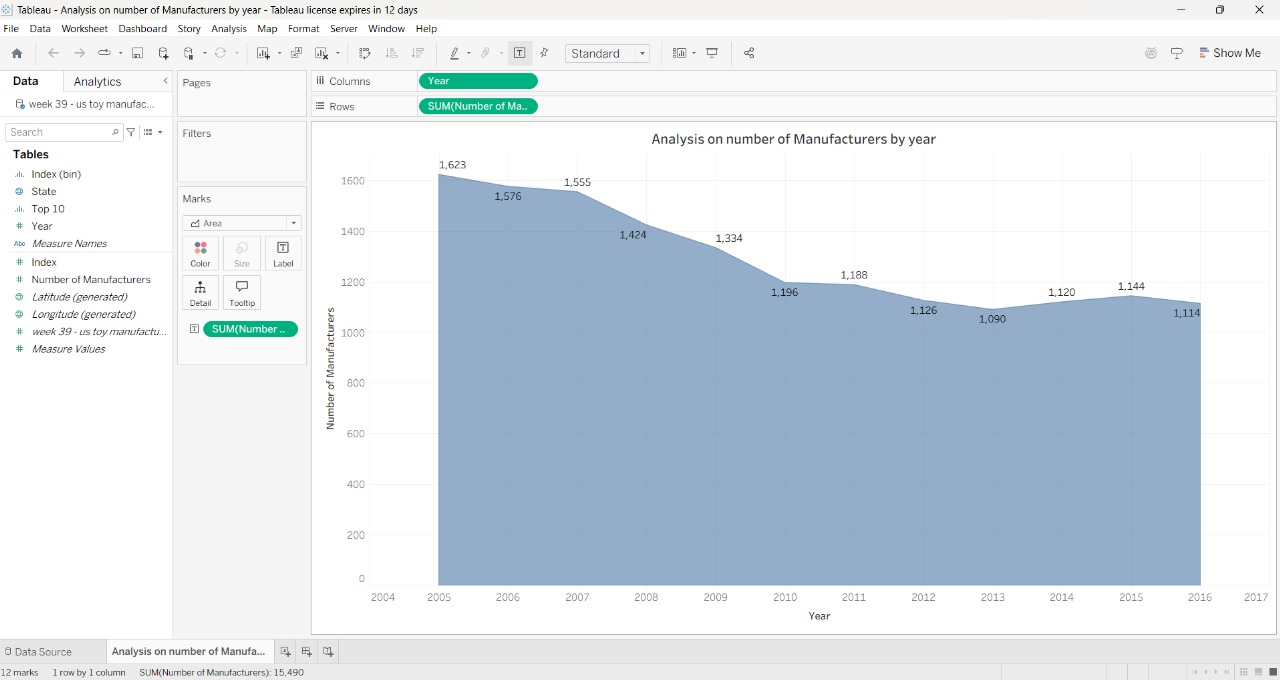 Tableau - Analysis on number of Manufacturers by year - Tableau license expires in 12 days
File Data Worksheet Dashboard Story Analysis Map Format Server Window Help
Standard
Show Me
Data Analytics
week 39 - us toy manufac...
Search
Tables
Index (bin)
State
Top 10
Year
Abc Measure Names
Index
Number of Manufacturers
Latitude (generated)
Longitude (generated)
week 39 - us toy manufactu...
Measure Values
Pages
Filters
Marks
Area
Color Size Label
Detail Tooltip
SUM(Number ..
Columns Year
Rows SUM(Number of Ma..
Analysis on number of Manufacturers by year
Number of Manufacturers
1600
1400
1200
1000
800
600
400
200
0
1,623
1,576
1,555
1,424
1,334
1,196
1,188
1,126
1,090
1,120
1,144
1,114
2004 2005 2006 2007 2008 2009 2010 2011 2012 2013 2014 2015 2016 2017
Year
Data Source Analysis on number of Manufa...
12 marks 1 row by 1 column SUM(Number of Manufacturers): 15,490